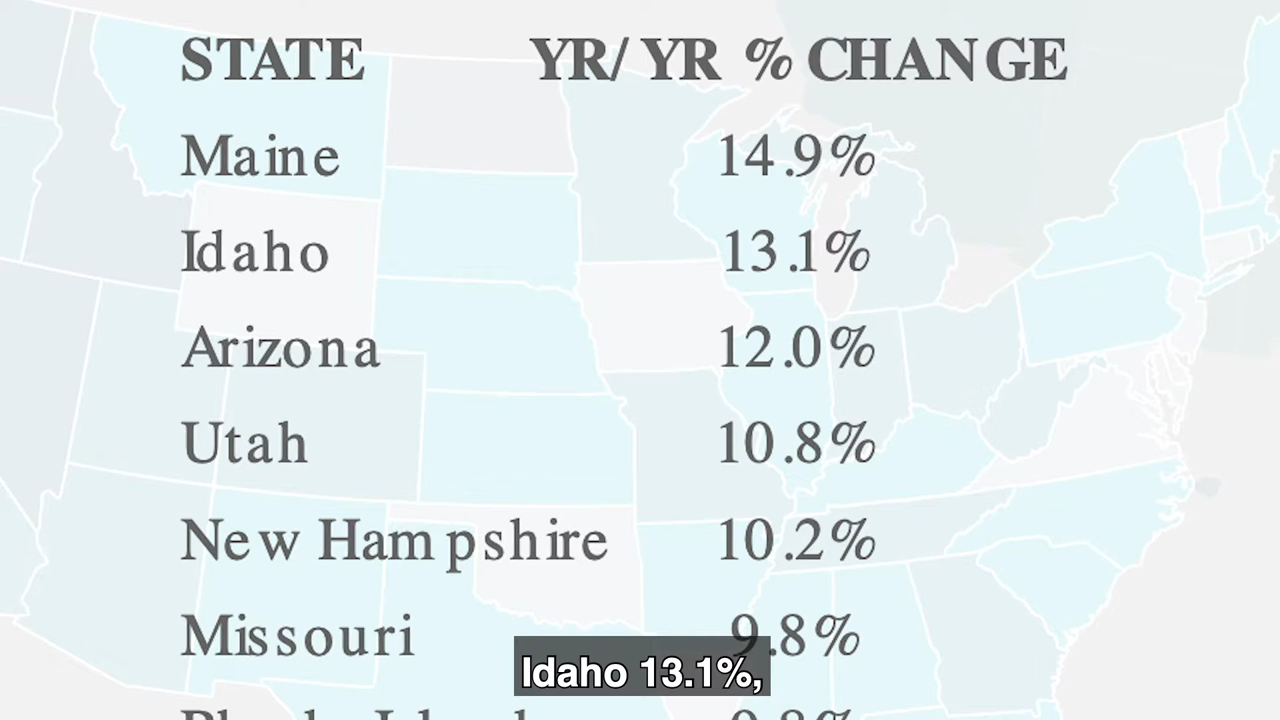 STATE YR/ YR % CHANGE
Maine 14.9%
Idaho 13.1%
Arizona 12.0%
Utah 10.8%
New Hampshire 10.2%
Missouri 9.8%
Idaho 13.1%,